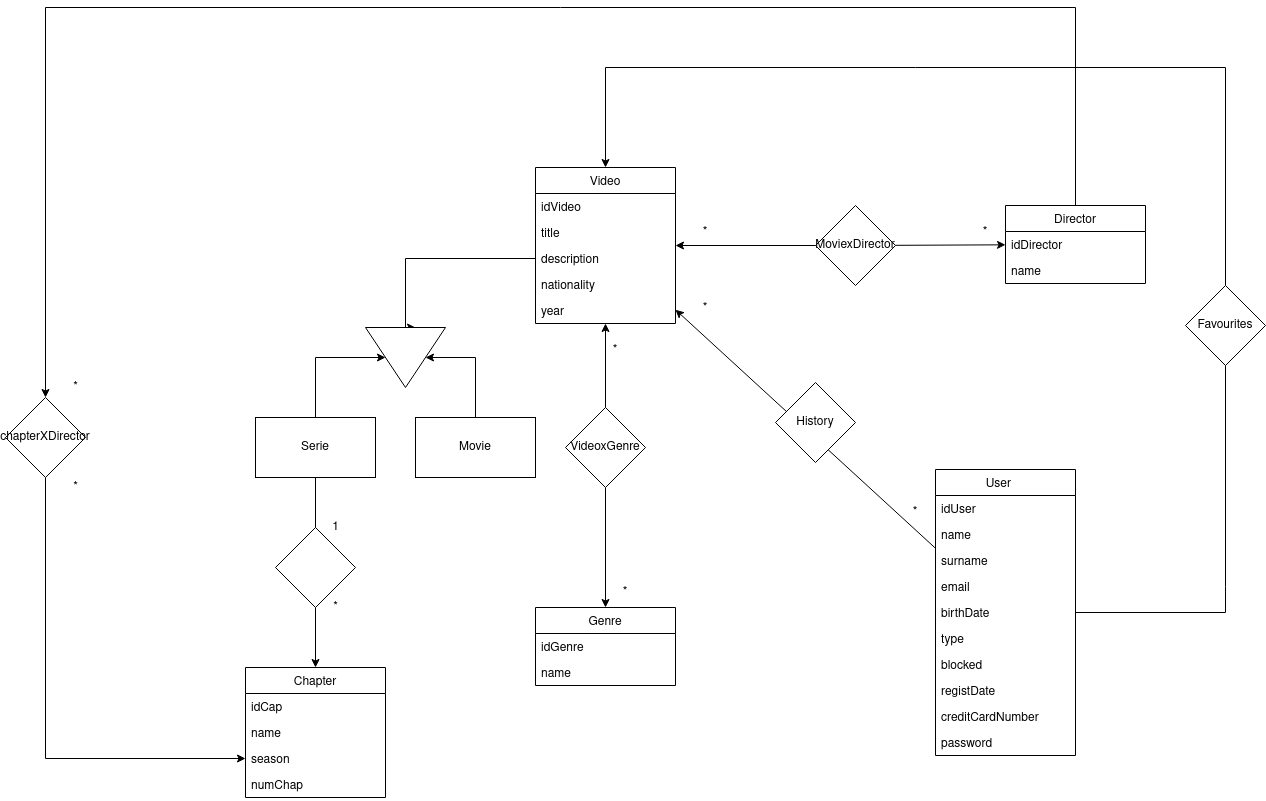 Video
idVideo
title
description
nationality
year
*
MoviexDirector
*
Director
idDirector
name
*
Favourites
*
*
chapterXDirector
*
Serie
Movie
VideoxGenre
History
*
1
*
*
Genre
idGenre
name
User
idUser
name
surname
email
birthDate
type
blocked
registDate
creditCardNumber
password
Chapter
idCap
name
season
numChap